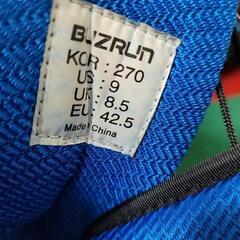 BUZRUN
KOR : 270
US : 9
UK : 8.5
EU : 42.5
Made in China